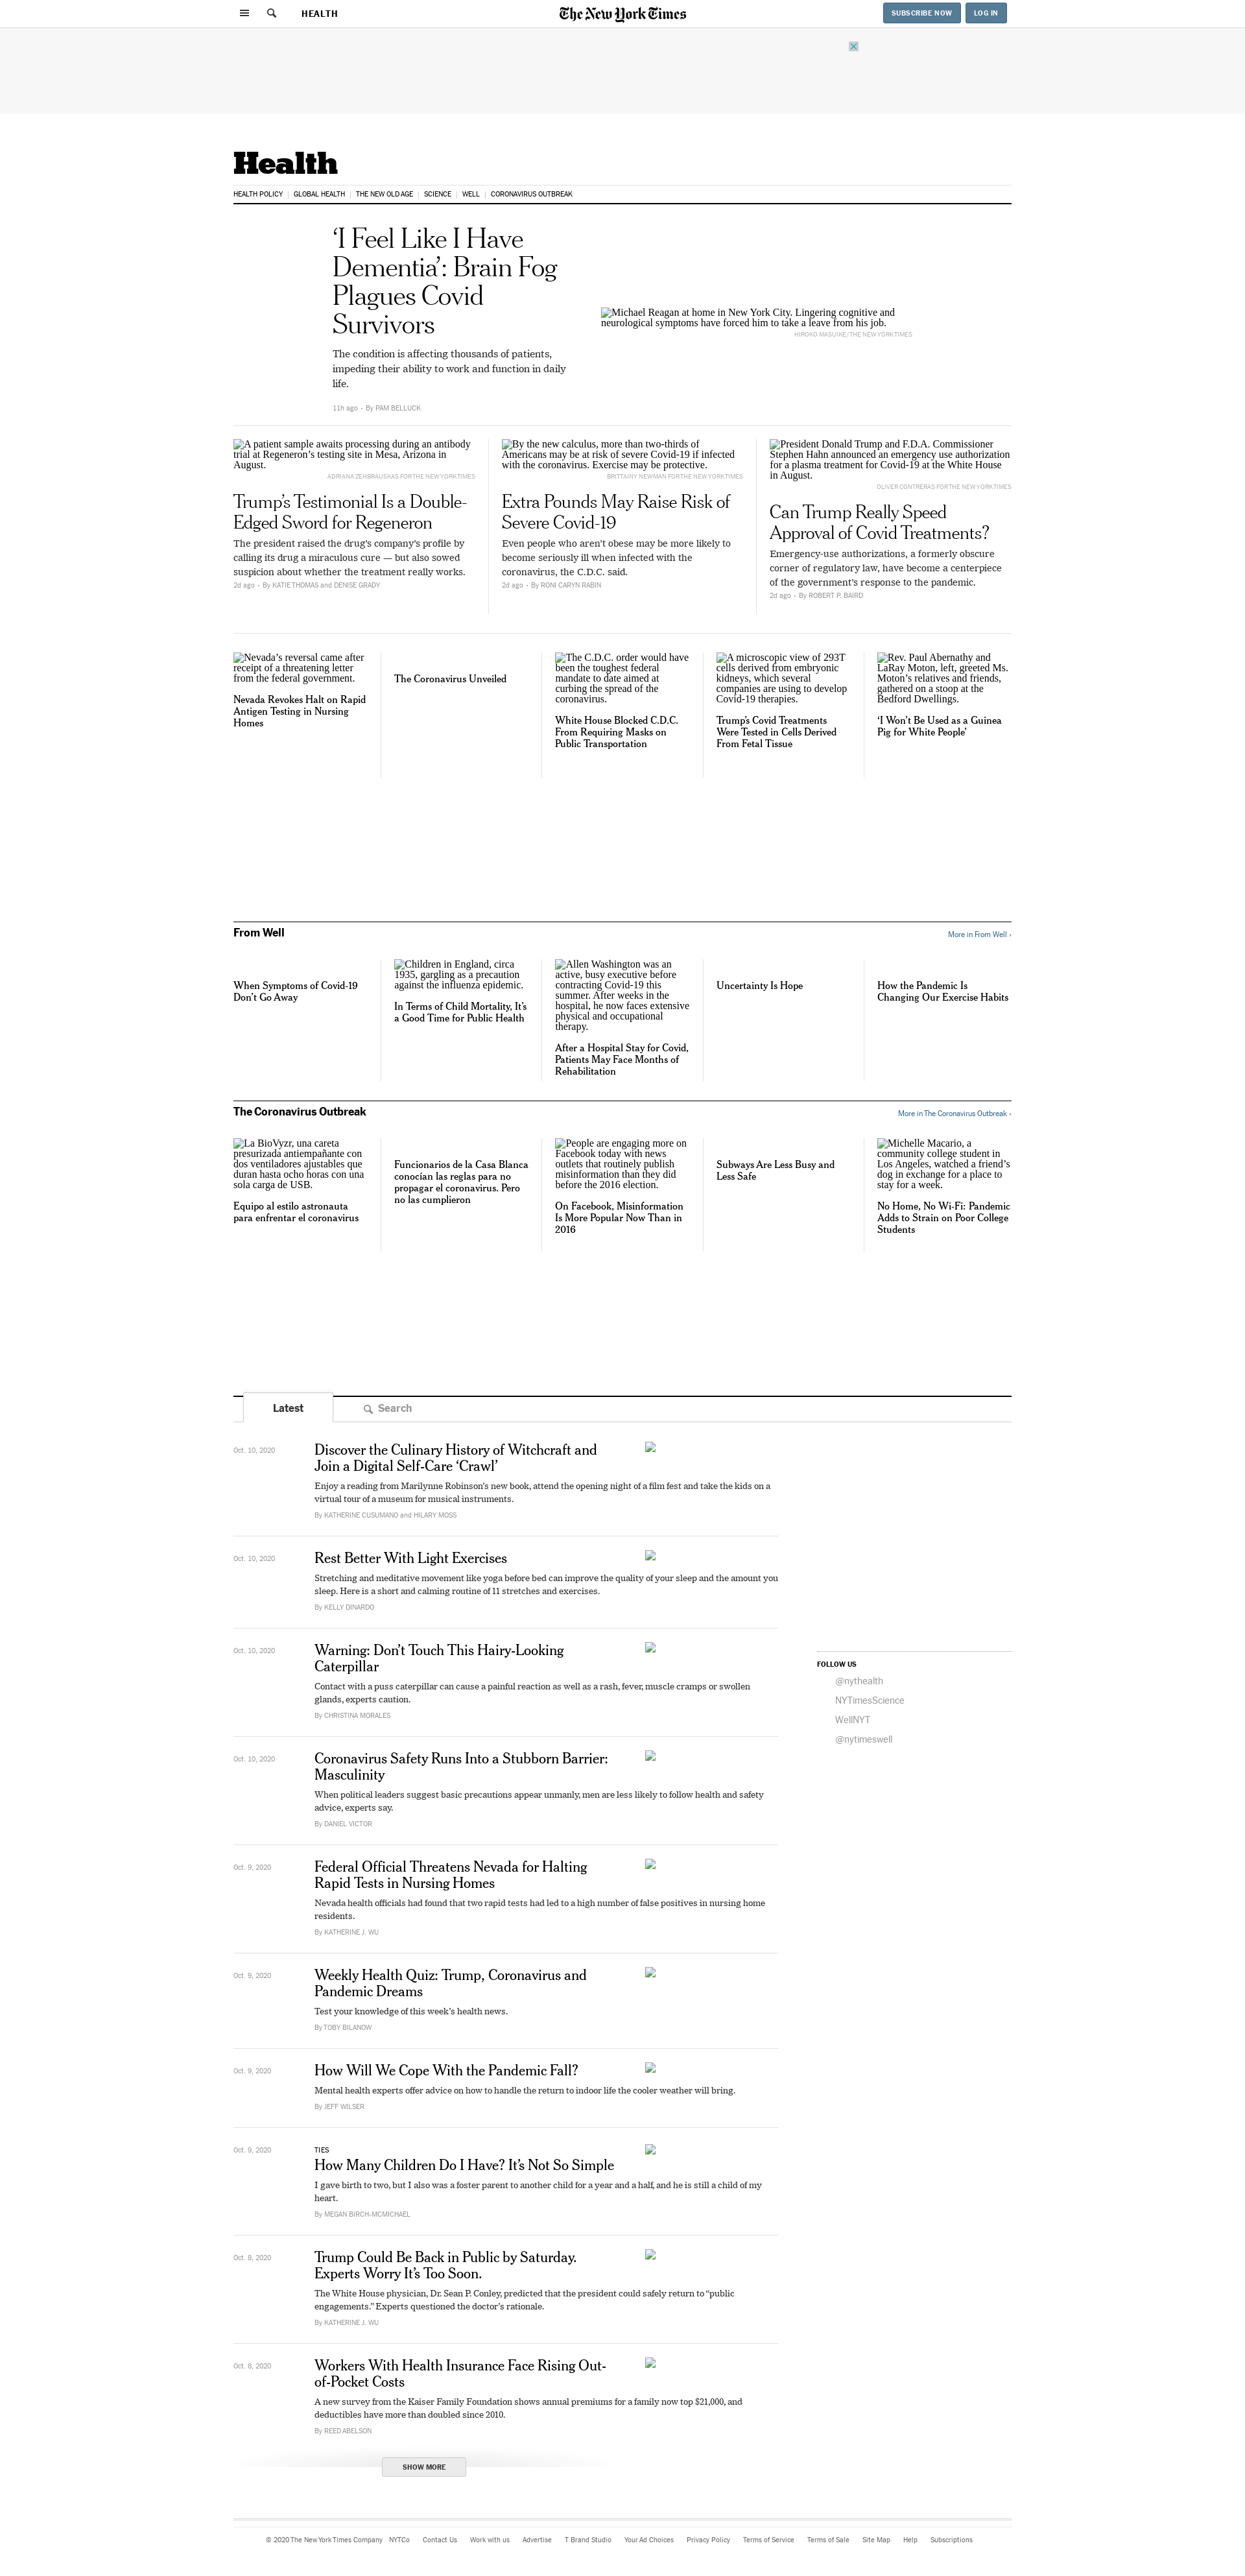 HEALTH
The New York Times
SUBSCRIBE NOW
LOG IN
Health
HEALTH POLICY
GLOBAL HEALTH
THE NEW OLD AGE
SCIENCE
WELL
CORONAVIRUS OUTBREAK
‘I Feel Like I Have
Dementia’: Brain Fog
Plagues Covid
Survivors
The condition is affecting thousands of patients,
impeding their ability to work and function in daily
life.
11h ago • By PAM BELLUCK
Michael Reagan at home in New York City. Lingering cognitive and
neurological symptoms have forced him to take a leave from his job.
HIROKO MASUIKE/THE NEW YORK TIMES
A patient sample awaits processing during an antibody
trial at Regeneron’s testing site in Mesa, Arizona in
August.
ADRIANA ZEHBRAUSKAS FOR THE NEW YORK TIMES
Trump’s Testimonial Is a Double-
Edged Sword for Regeneron
The president raised the drug’s company’s profile by
calling its drug a miraculous cure — but also sowed
suspicion about whether the treatment really works.
2d ago • By KATIE THOMAS and DENISE GRADY
By the new calculus, more than two-thirds of
Americans may be at risk of severe Covid-19 if infected
with the coronavirus. Exercise may be protective.
BRITTAINY NEWMAN FOR THE NEW YORK TIMES
Extra Pounds May Raise Risk of
Severe Covid-19
Even people who aren’t obese may be more likely to
become seriously ill when infected with the
coronavirus, the C.D.C. said.
2d ago • By RONI CARYN RABIN
President Donald Trump and F.D.A. Commissioner
Stephen Hahn announced an emergency use authorization
for a plasma treatment for Covid-19 at the White House
in August.
OLIVER CONTRERAS FOR THE NEW YORK TIMES
Can Trump Really Speed
Approval of Covid Treatments?
Emergency-use authorizations, a formerly obscure
corner of regulatory law, have become a centerpiece
of the government’s response to the pandemic.
2d ago • By ROBERT P. BAIRD
Nevada’s reversal came after
receipt of a threatening letter
from the federal government.
Nevada Revokes Halt on Rapid
Antigen Testing in Nursing
Homes
The Coronavirus Unveiled
The C.D.C. order would have
been the toughest federal
mandate to date aimed at
curbing the spread of the
coronavirus.
White House Blocked C.D.C.
From Requiring Masks on
Public Transportation
A microscopic view of 293T
cells derived from embryonic
kidneys, which several
companies are using to develop
Covid-19 therapies.
Trump’s Covid Treatments
Were Tested in Cells Derived
From Fetal Tissue
Rev. Paul Abernathy and
LaRay Moton, left, greeted Ms.
Moton’s relatives and friends,
gathered on a stoop at the
Bedford Dwellings.
‘I Won’t Be Used as a Guinea
Pig for White People’
From Well
More in From Well ›
When Symptoms of Covid-19
Don’t Go Away
Children in England, circa
1935, gargling as a precaution
against the influenza epidemic.
In Terms of Child Mortality, It’s
a Good Time for Public Health
Allen Washington was an
active, busy executive before
contracting Covid-19 this
summer. After weeks in the
hospital, he now faces extensive
physical and occupational
therapy.
After a Hospital Stay for Covid,
Patients May Face Months of
Rehabilitation
Uncertainty Is Hope
How the Pandemic Is
Changing Our Exercise Habits
The Coronavirus Outbreak
More in The Coronavirus Outbreak ›
La BioVyzr, una careta
presurizada antiempañante con
dos ventiladores ajustables que
duran hasta ocho horas con una
sola carga de USB.
Equipo al estilo astronauta
para enfrentar el coronavirus
Funcionarios de la Casa Blanca
conocían las reglas para no
propagar el coronavirus. Pero
no las cumplieron
People are engaging more on
Facebook today with news
outlets that routinely publish
misinformation than they did
before the 2016 election.
On Facebook, Misinformation
Is More Popular Now Than in
2016
Subways Are Less Busy and
Less Safe
Michelle Macario, a
community college student in
Los Angeles, watched a friend’s
dog in exchange for a place to
stay for a week.
No Home, No Wi-Fi: Pandemic
Adds to Strain on Poor College
Students
Latest
Search
Oct. 10, 2020
Discover the Culinary History of Witchcraft and
Join a Digital Self-Care ‘Crawl’
Enjoy a reading from Marilynne Robinson’s new book, attend the opening night of a film fest and take the kids on a
virtual tour of a museum for musical instruments.
By KATHERINE CUSUMANO and HILARY MOSS
Oct. 10, 2020
Rest Better With Light Exercises
Stretching and meditative movement like yoga before bed can improve the quality of your sleep and the amount you
sleep. Here is a short and calming routine of 11 stretches and exercises.
By KELLY DINARDO
Oct. 10, 2020
Warning: Don’t Touch This Hairy-Looking
Caterpillar
Contact with a puss caterpillar can cause a painful reaction as well as a rash, fever, muscle cramps or swollen
glands, experts caution.
By CHRISTINA MORALES
FOLLOW US
@nythealth
NYTimesScience
WellNYT
@nytimeswell
Oct. 10, 2020
Coronavirus Safety Runs Into a Stubborn Barrier:
Masculinity
When political leaders suggest basic precautions appear unmanly, men are less likely to follow health and safety
advice, experts say.
By DANIEL VICTOR
Oct. 9, 2020
Federal Official Threatens Nevada for Halting
Rapid Tests in Nursing Homes
Nevada health officials had found that two rapid tests had led to a high number of false positives in nursing home
residents.
By KATHERINE J. WU
Oct. 9, 2020
Weekly Health Quiz: Trump, Coronavirus and
Pandemic Dreams
Test your knowledge of this week’s health news.
By TOBY BILANOW
Oct. 9, 2020
How Will We Cope With the Pandemic Fall?
Mental health experts offer advice on how to handle the return to indoor life the cooler weather will bring.
By JEFF WILSER
Oct. 9, 2020
TIES
How Many Children Do I Have? It’s Not So Simple
I gave birth to two, but I also was a foster parent to another child for a year and a half, and he is still a child of my
heart.
By MEGAN BIRCH-MCMICHAEL
Oct. 8, 2020
Trump Could Be Back in Public by Saturday.
Experts Worry It’s Too Soon.
The White House physician, Dr. Sean P. Conley, predicted that the president could safely return to “public
engagements.” Experts questioned the doctor’s rationale.
By KATHERINE J. WU
Oct. 8, 2020
Workers With Health Insurance Face Rising Out-
of-Pocket Costs
A new survey from the Kaiser Family Foundation shows annual premiums for a family now top $21,000, and
deductibles have more than doubled since 2010.
By REED ABELSON
SHOW MORE
© 2020 The New York Times Company
NYTCo
Contact Us
Work with us
Advertise
T Brand Studio
Your Ad Choices
Privacy Policy
Terms of Service
Terms of Sale
Site Map
Help
Subscriptions